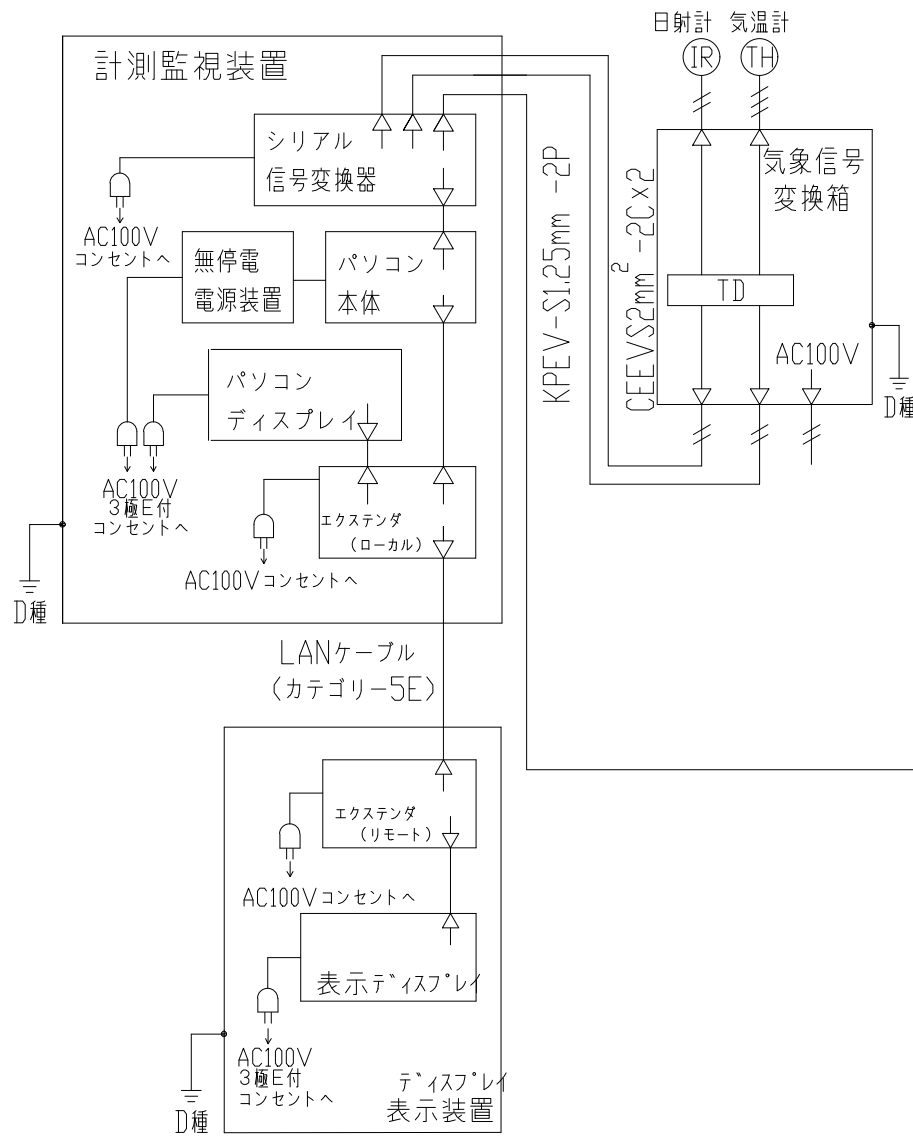 日射計 気温計
IR TH
計測監視装置
シリアル
信号変換器
気象信号
変換箱
AC100V
コンセントへ
無停電
電源装置
パソコン
本体
TD
KPEV-S1.25mm -2P
CEEVS2mm² -2C×2
AC100V
D種
パソコン
ディスプレイ
AC100V
3極E付
コンセントへ
エクステンダ
(ローカル)
AC100Vコンセントへ
D種
LANケーブル
(カテゴリー5E)
エクステンダ
(リモート)
AC100Vコンセントへ
表示ディスプレイ
AC100V
3極E付
コンセントへ
D種
ディスプレイ
表示装置